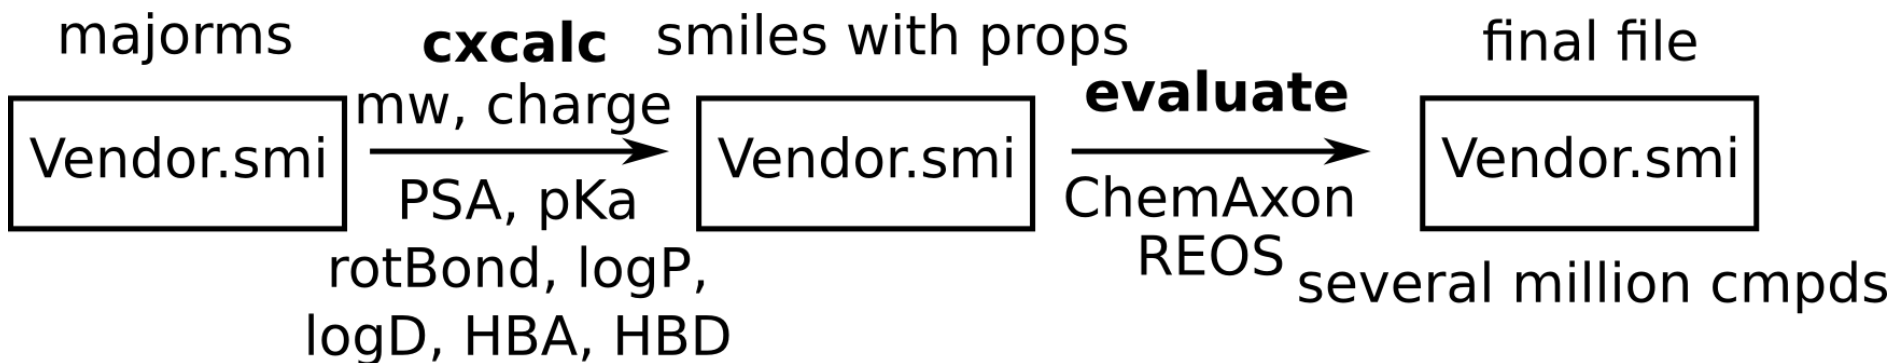 majorms
Vendor.smi
cxcalc
mw, charge
PSA, pKa
rotBond, logP,
logD, HBA, HBD
smiles with props
Vendor.smi
evaluate
ChemAxon
REOS
final file
Vendor.smi
several million cmpds